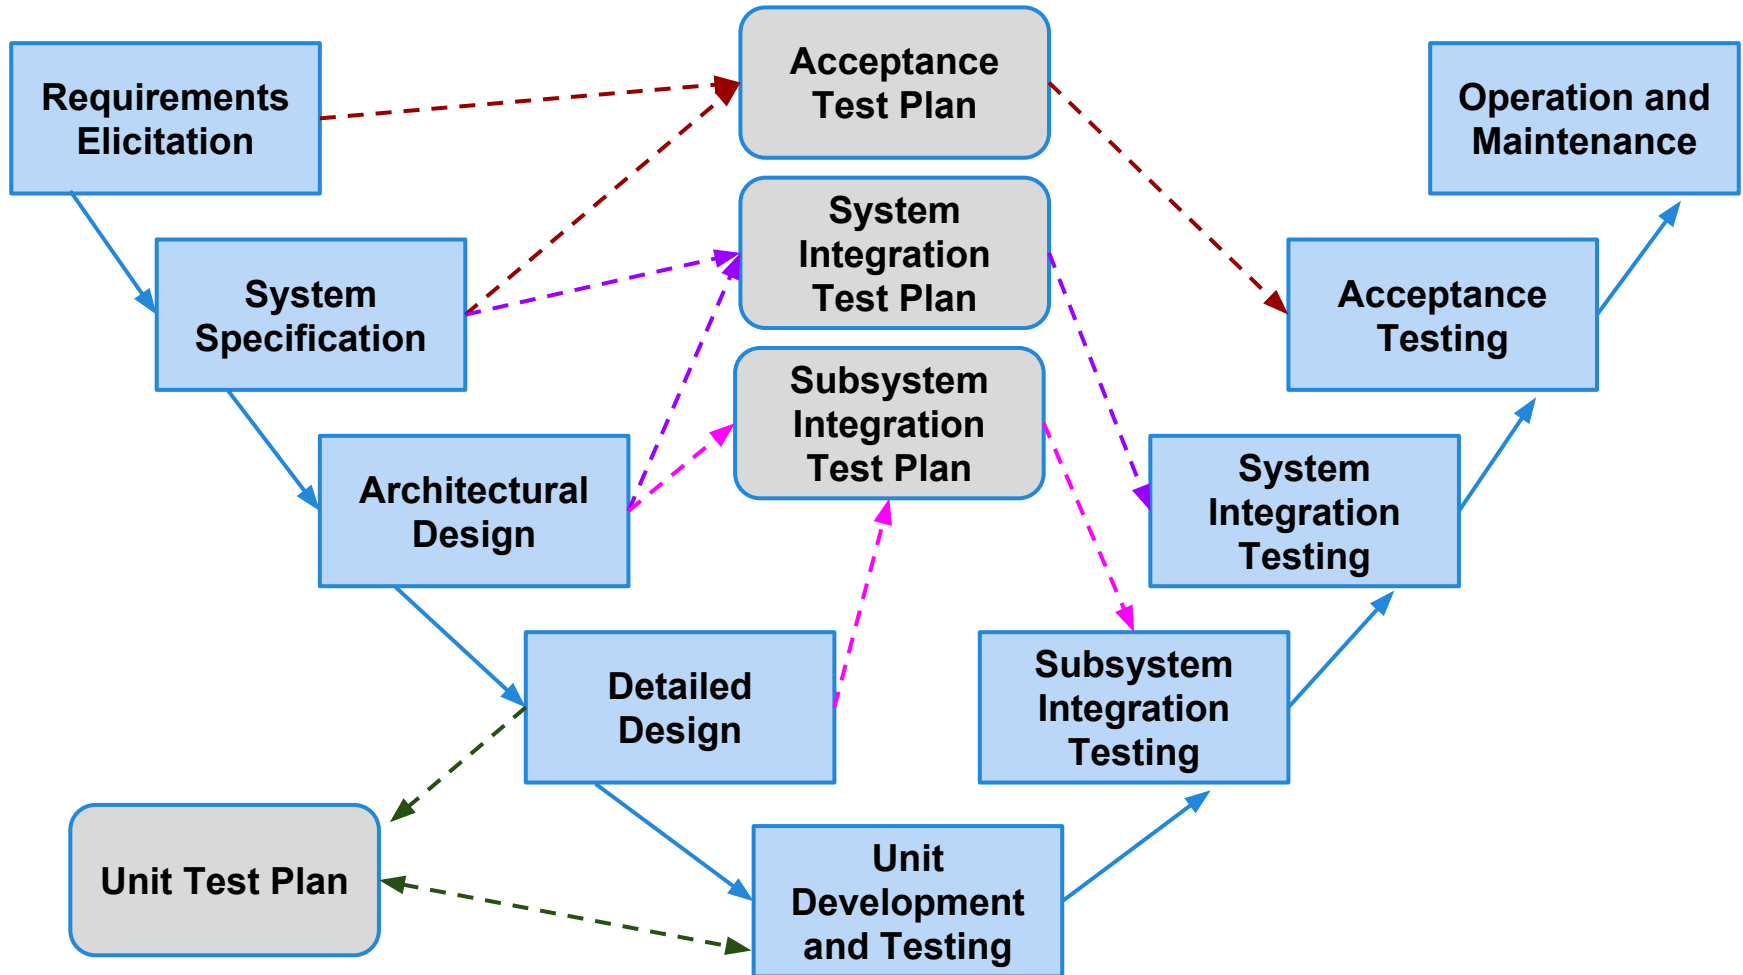 Requirements
Elicitation
Acceptance
Test Plan
Operation and
Maintenance
System
Specification
System
Integration
Test Plan
Acceptance
Testing
Architectural
Design
Subsystem
Integration
Test Plan
System
Integration
Testing
Detailed
Design
Subsystem
Integration
Testing
Unit Test Plan
Unit
Development
and Testing